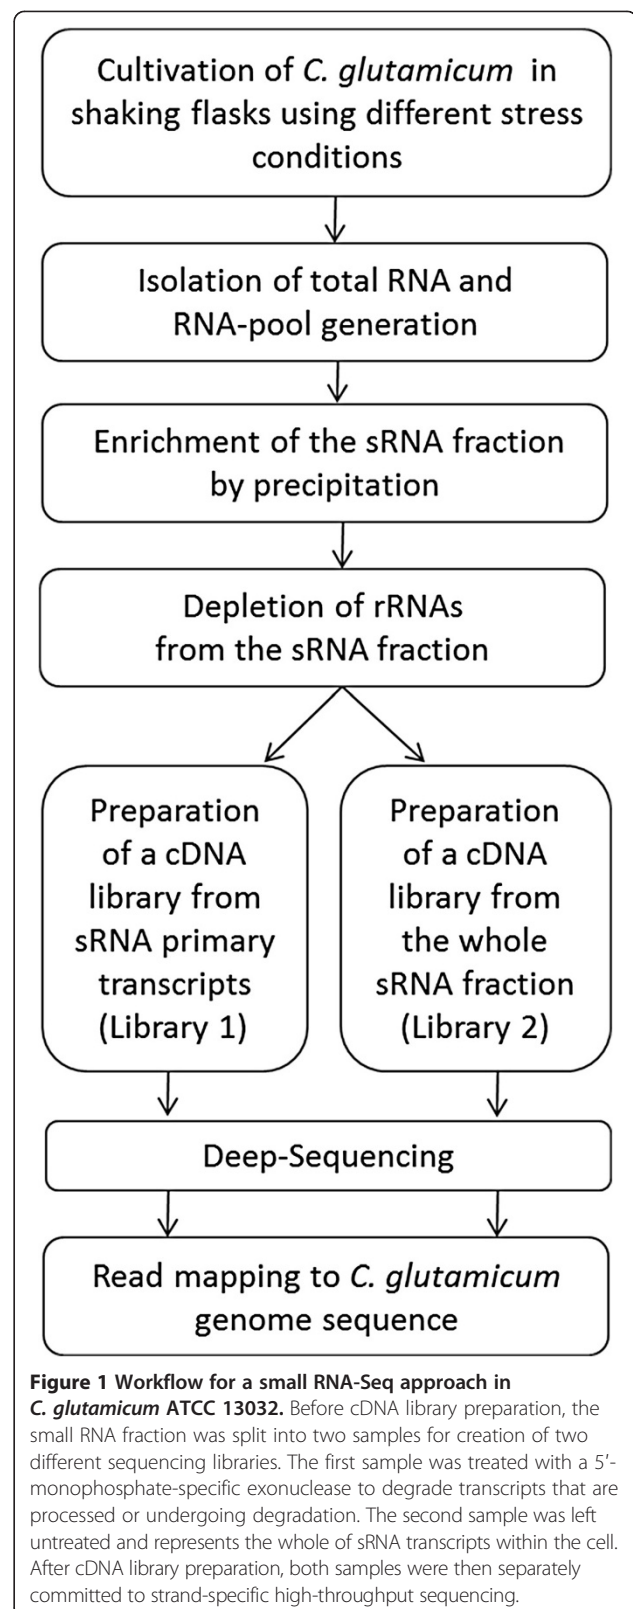 Cultivation of C. glutamicum in
shaking flasks using different stress
conditions
Isolation of total RNA and
RNA-pool generation
Enrichment of the sRNA fraction
by precipitation
Depletion of rRNAs
from the sRNA fraction
Preparation
of a cDNA
library from
sRNA primary
transcripts
(Library 1)
Preparation
of a cDNA
library from
the whole
sRNA fraction
(Library 2)
Deep-Sequencing
Read mapping to C. glutamicum
genome sequence
Figure 1 Workflow for a small RNA-Seq approach in
C. glutamicum ATCC 13032. Before cDNA library preparation, the
small RNA fraction was split into two samples for creation of two
different sequencing libraries. The first sample was treated with a 5′-
monophosphate-specific exonuclease to degrade transcripts that are
processed or undergoing degradation. The second sample was left
untreated and represents the whole of sRNA transcripts within the cell.
After cDNA library preparation, both samples were then separately
committed to strand-specific high-throughput sequencing.